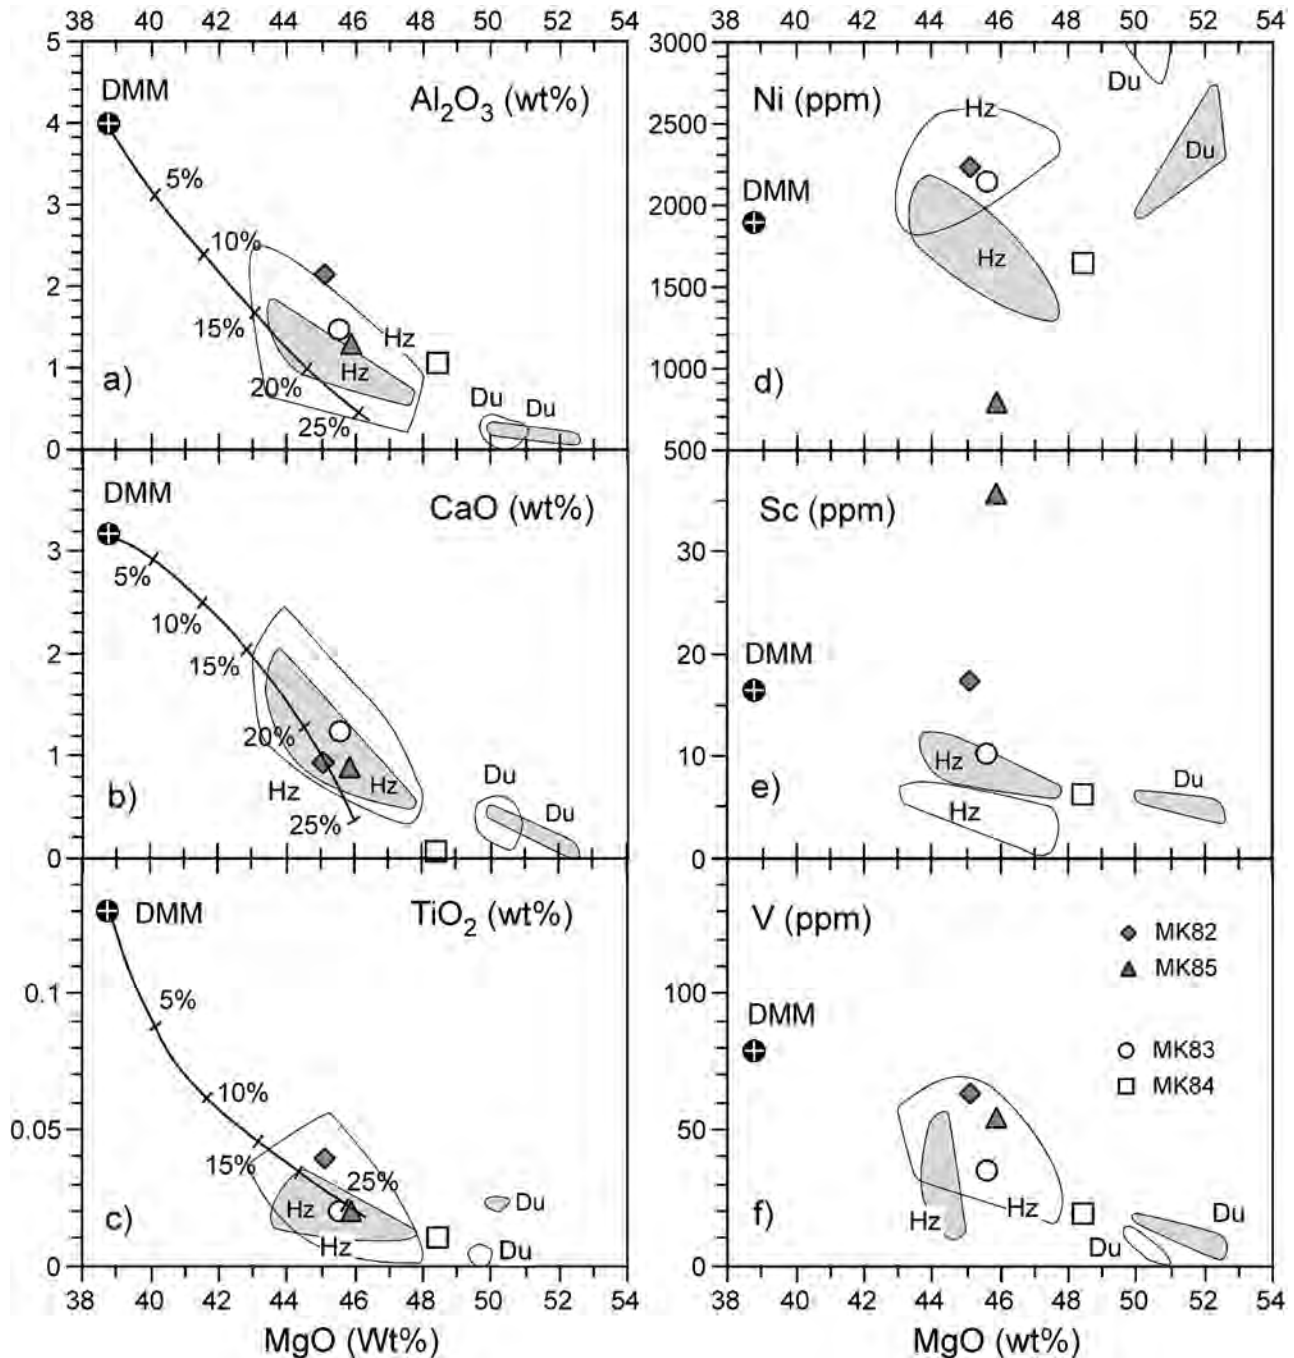 38 40 42 44 46 48 50 52 54
38 40 42 44 46 48 50 52 54
5
4
3
2
1
0
DMM
Al2O3 (wt%)
5%
10%
15%
20%
25%
Hz
Hz
Du
Du
a)
3
2
1
0
DMM
CaO (wt%)
5%
10%
15%
20%
25%
Hz
Hz
Du
Du
b)
0.1
0.05
0
DMM
TiO2 (wt%)
5%
10%
15%
25%
Hz
Hz
Du
Du
c)
38 40 42 44 46 48 50 52 54
MgO (Wt%)
3000
2500
2000
1500
1000
500
Ni (ppm)
DMM
Hz
Hz
Du
Du
d)
30
20
10
0
Sc (ppm)
DMM
Hz
Hz
Du
e)
100
50
0
V (ppm)
DMM
MK82
MK85
MK83
MK84
Hz
Hz
Du
Du
f)
38 40 42 44 46 48 50 52 54
MgO (wt%)